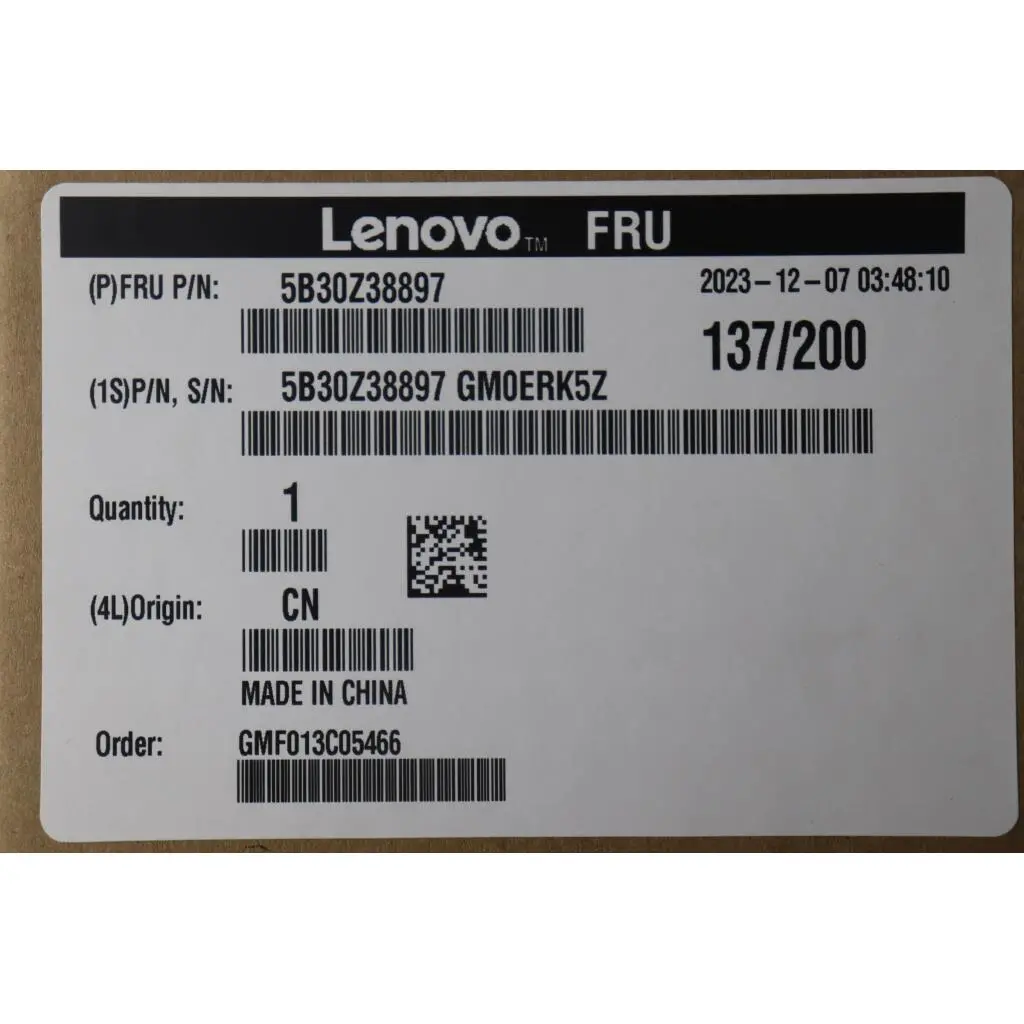 Lenovo™ FRU
(P)FRU P/N: 5B30Z38897 2023-12-07 03:48:10
137/200
(1S)P/N, S/N: 5B30Z38897 GM0ERK5Z
Quantity: 1
(4L)Origin: CN
MADE IN CHINA
Order: GMF013C05466